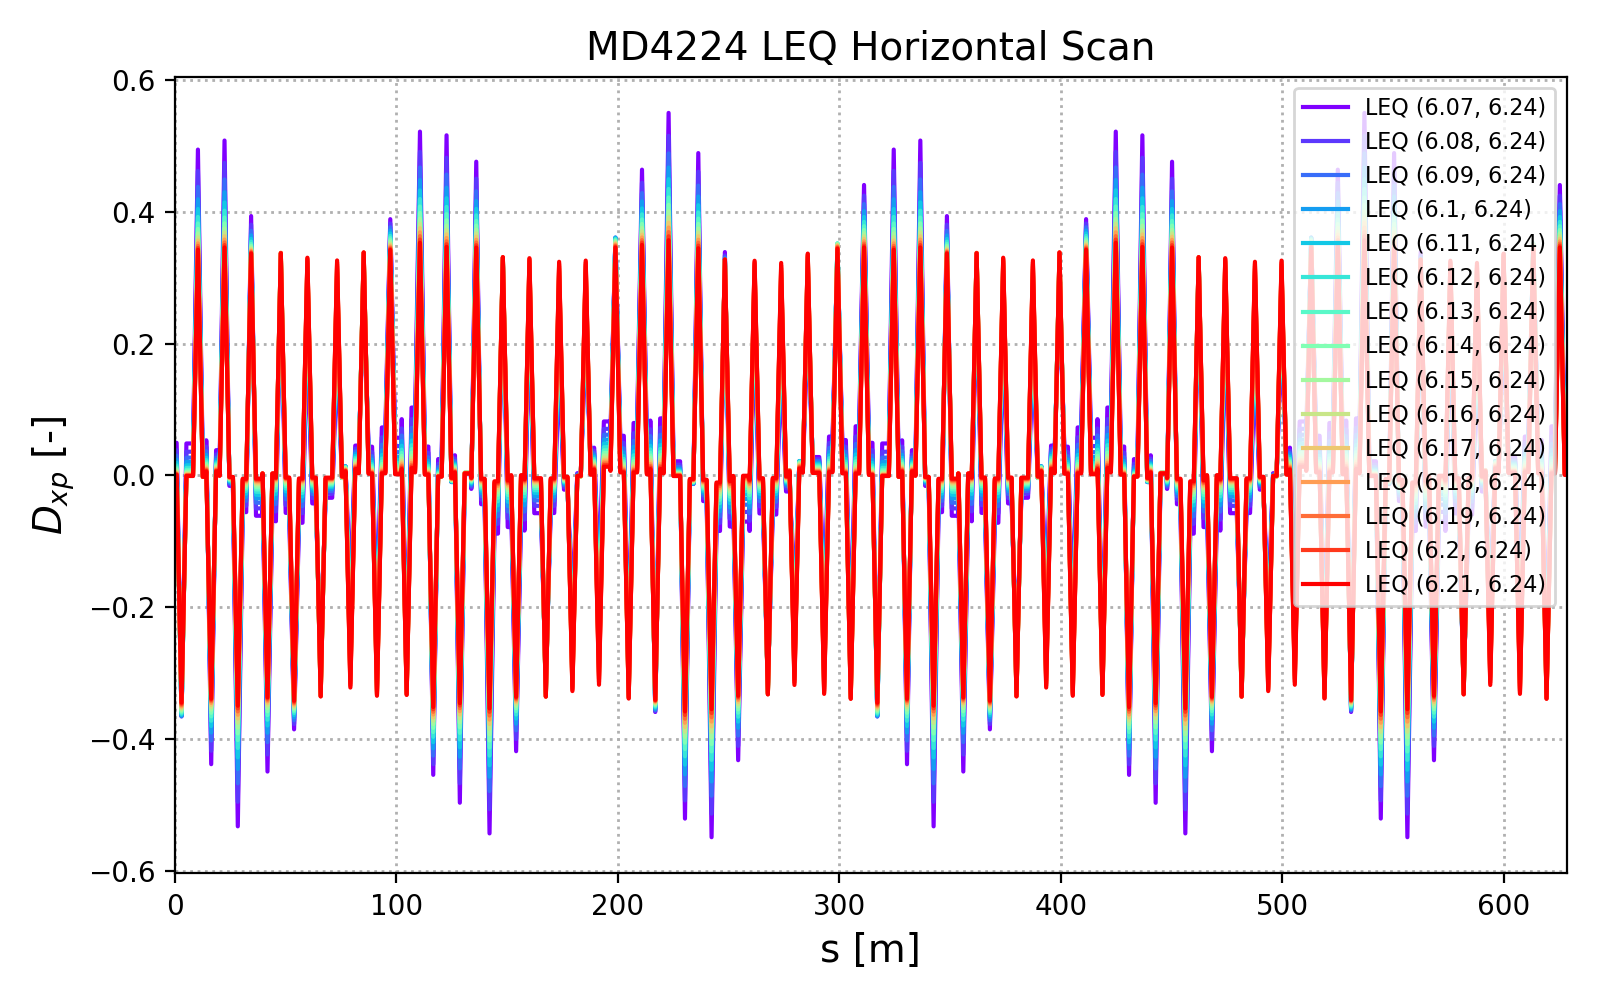 MD4224 LEQ Horizontal Scan
0.6
0.4
0.2
0.0
−0.2
−0.4
−0.6
D_{xp} [-]
0 100 200 300 400 500 600
s [m]
LEQ (6.07, 6.24)
LEQ (6.08, 6.24)
LEQ (6.09, 6.24)
LEQ (6.1, 6.24)
LEQ (6.11, 6.24)
LEQ (6.12, 6.24)
LEQ (6.13, 6.24)
LEQ (6.14, 6.24)
LEQ (6.15, 6.24)
LEQ (6.16, 6.24)
LEQ (6.17, 6.24)
LEQ (6.18, 6.24)
LEQ (6.19, 6.24)
LEQ (6.2, 6.24)
LEQ (6.21, 6.24)